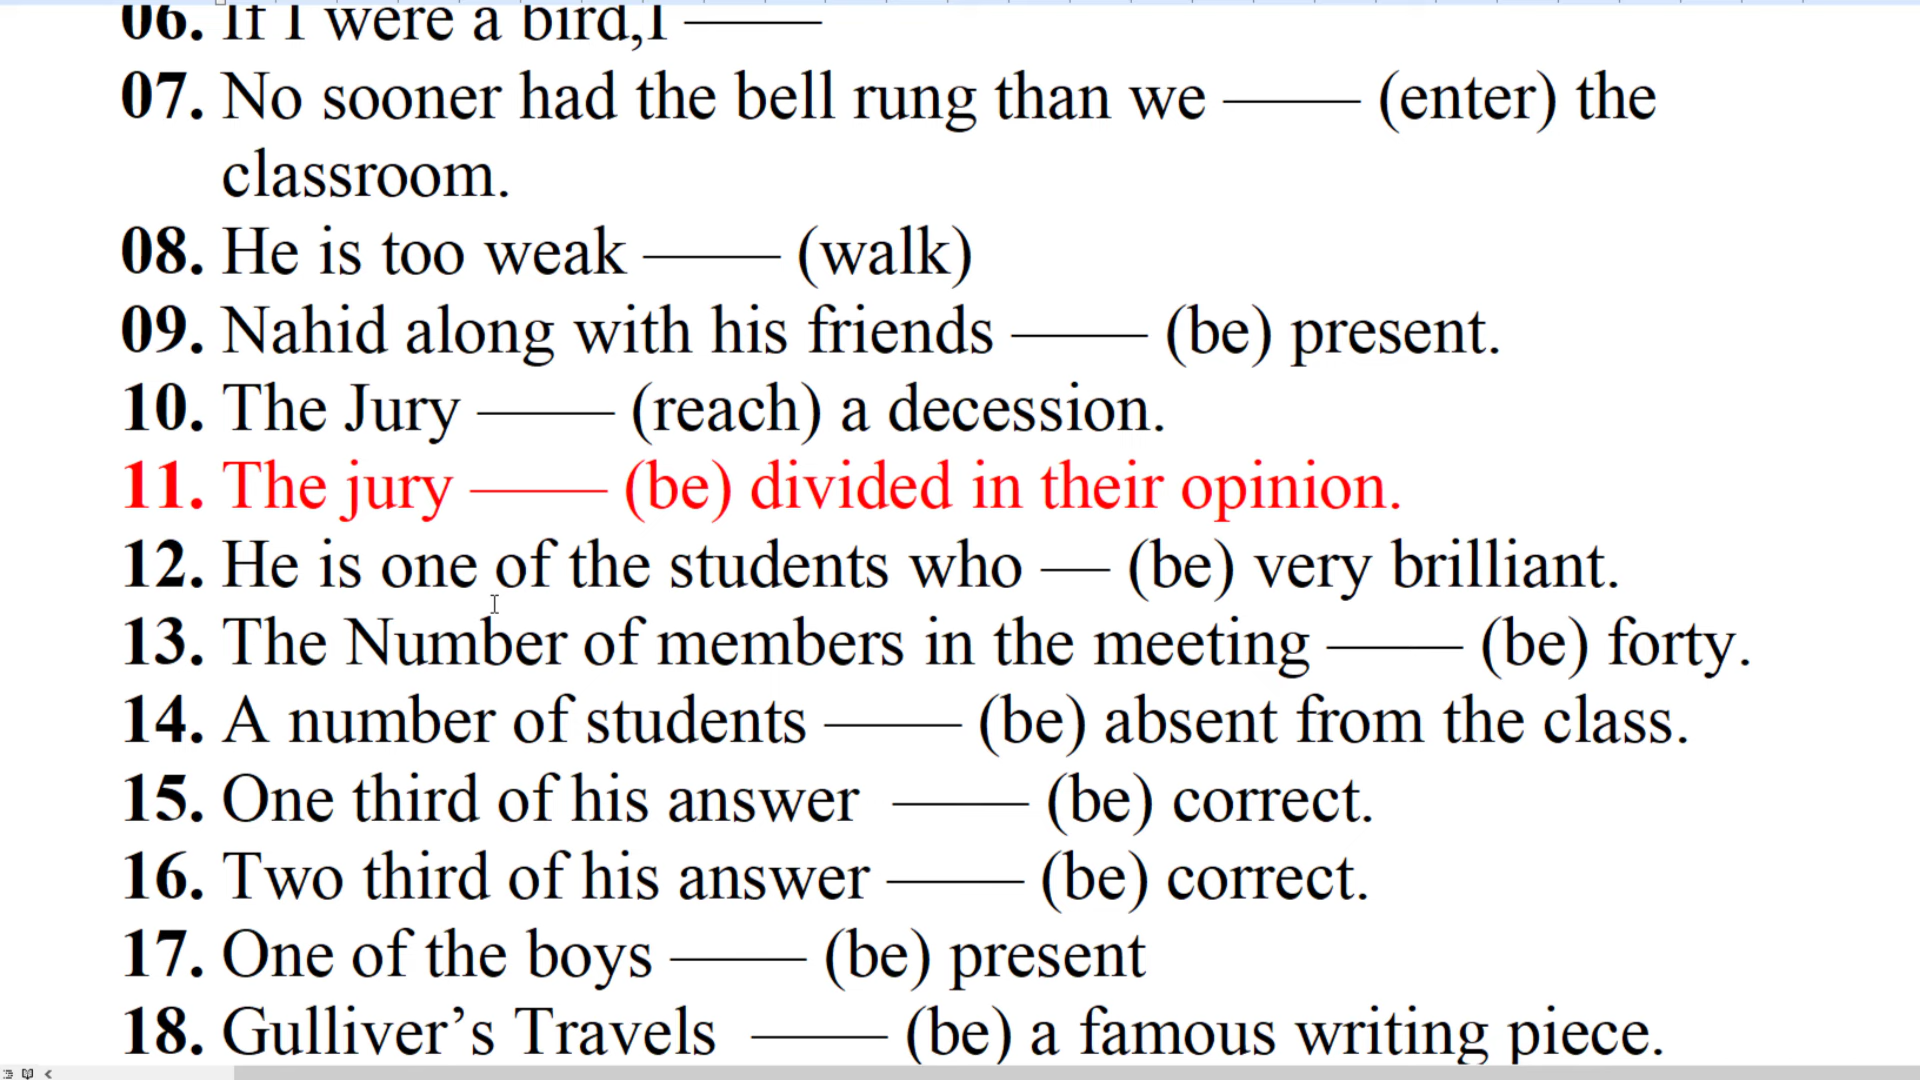 06. If I were a bird,I ———
07. No sooner had the bell rung than we ——— (enter) the
classroom.
08. He is too weak ——— (walk)
09. Nahid along with his friends ——— (be) present.
10. The Jury ——— (reach) a decession.
11. The jury ——— (be) divided in their opinion.
12. He is one of the students who — (be) very brilliant.
13. The Number of members in the meeting ——— (be) forty.
14. A number of students ——— (be) absent from the class.
15. One third of his answer ——— (be) correct.
16. Two third of his answer ——— (be) correct.
17. One of the boys ——— (be) present
18. Gulliver’s Travels ——— (be) a famous writing piece.